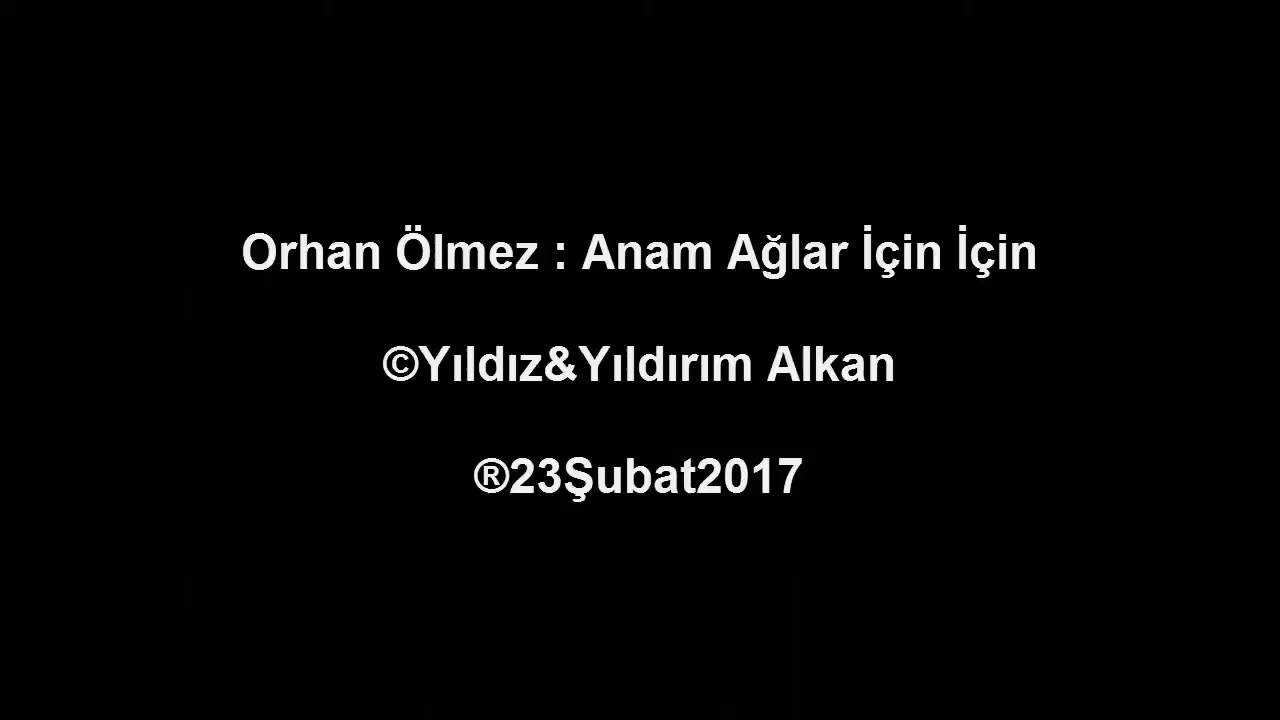 Orhan Ölmez : Anam Ağlar İçin İçin
©Yıldız&Yıldırım Alkan
®23Şubat2017